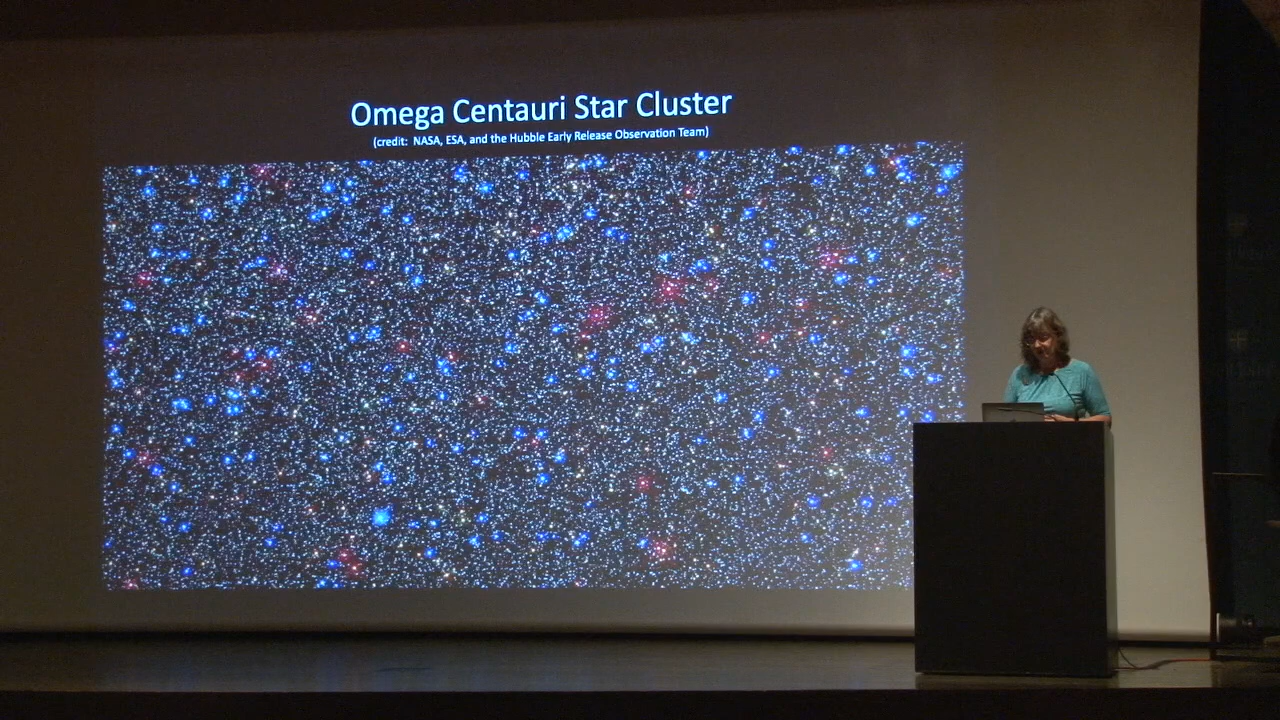 Omega Centauri Star Cluster
(credit: NASA, ESA, and the Hubble Early Release Observation Team)